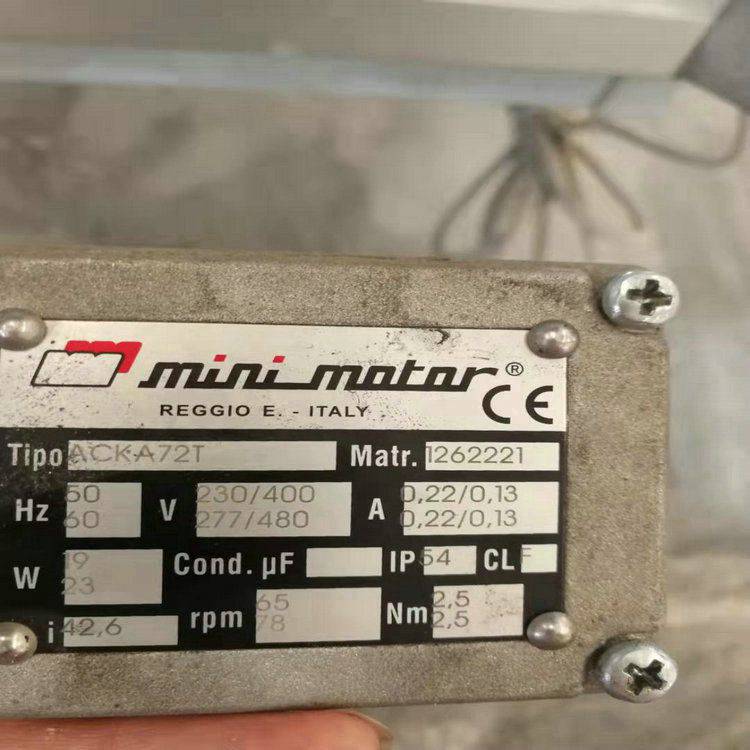 mini motor®
REGGIO E. - ITALY CE
Tipo ACKA72T Matr. 1262221
Hz 50 60 V 230/400 277/480 A 0,22/0,13 0,22/0,13
W 19 23 Cond. µF IP 54 CL F
i 42,6 rpm 65 78 Nm 2,5 2,5